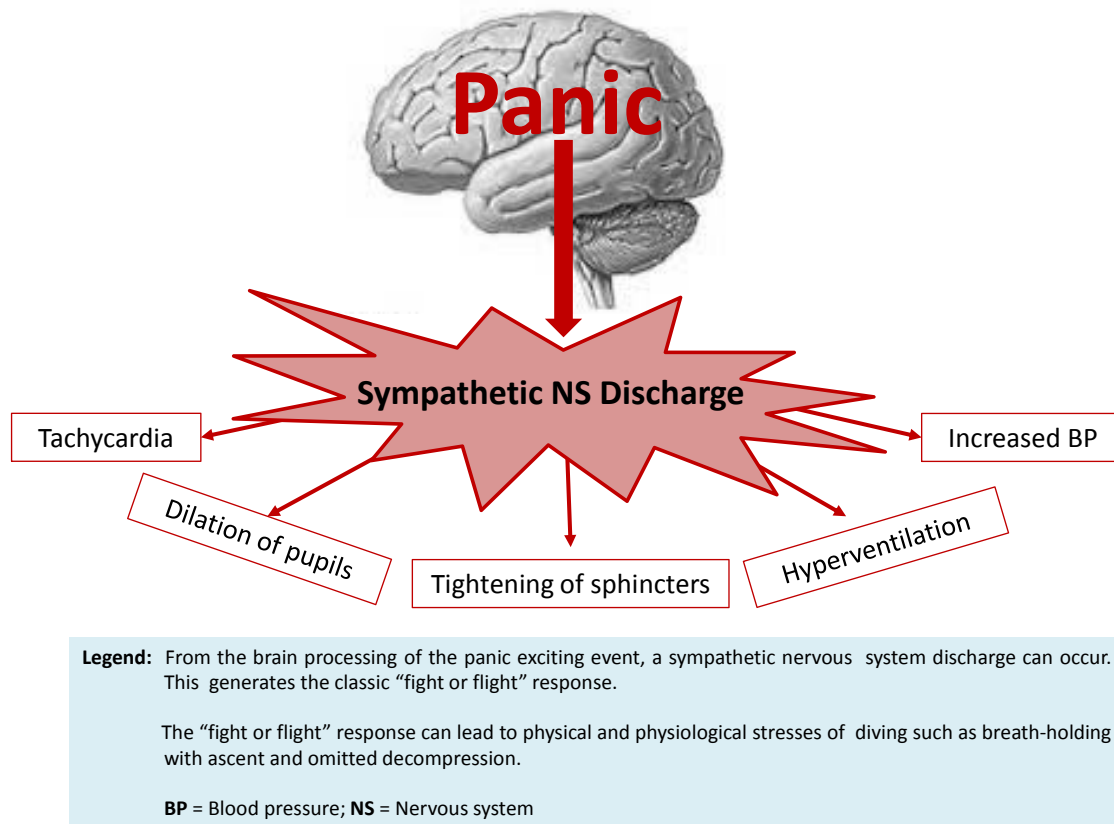 Panic
Sympathetic NS Discharge
Tachycardia
Increased BP
Dilation of pupils
Hyperventilation
Tightening of sphincters
Legend: From the brain processing of the panic exciting event, a sympathetic nervous system discharge can occur.
This generates the classic “fight or flight” response.
The “fight or flight” response can lead to physical and physiological stresses of diving such as breath-holding
with ascent and omitted decompression.
BP = Blood pressure; NS = Nervous system